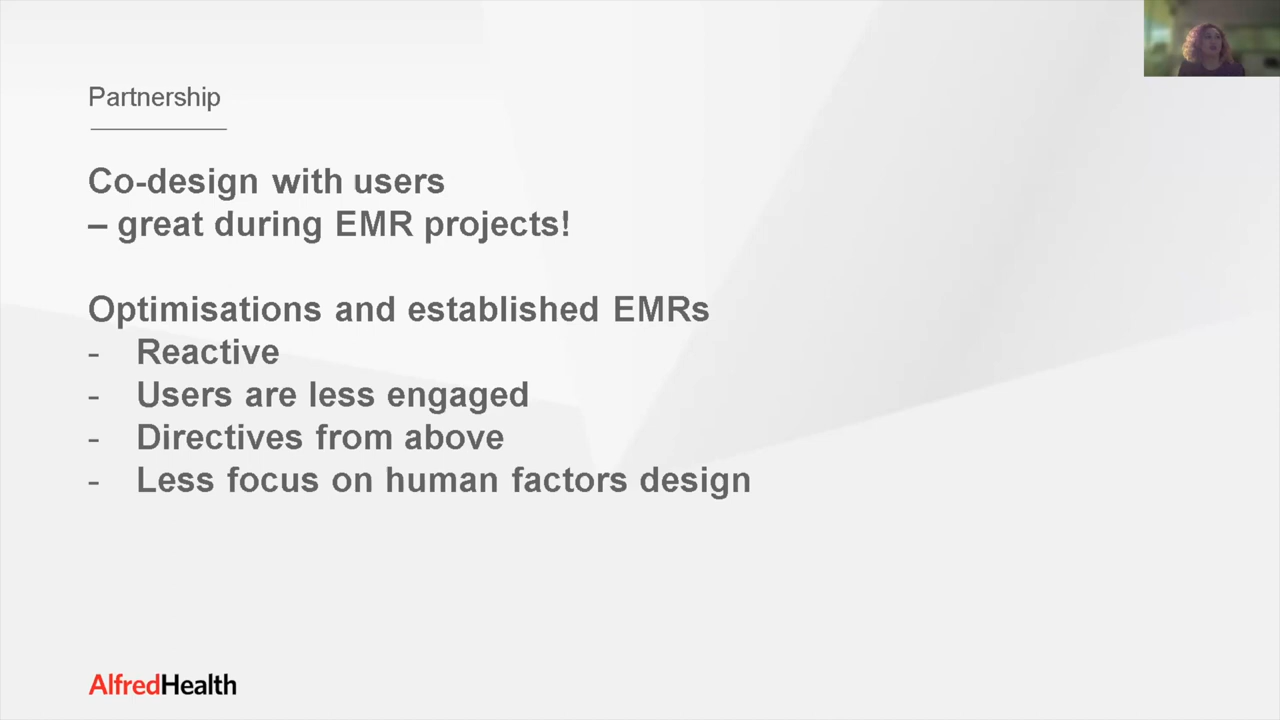 Partnership
Co-design with users
– great during EMR projects!
Optimisations and established EMRs
- Reactive
- Users are less engaged
- Directives from above
- Less focus on human factors design
AlfredHealth